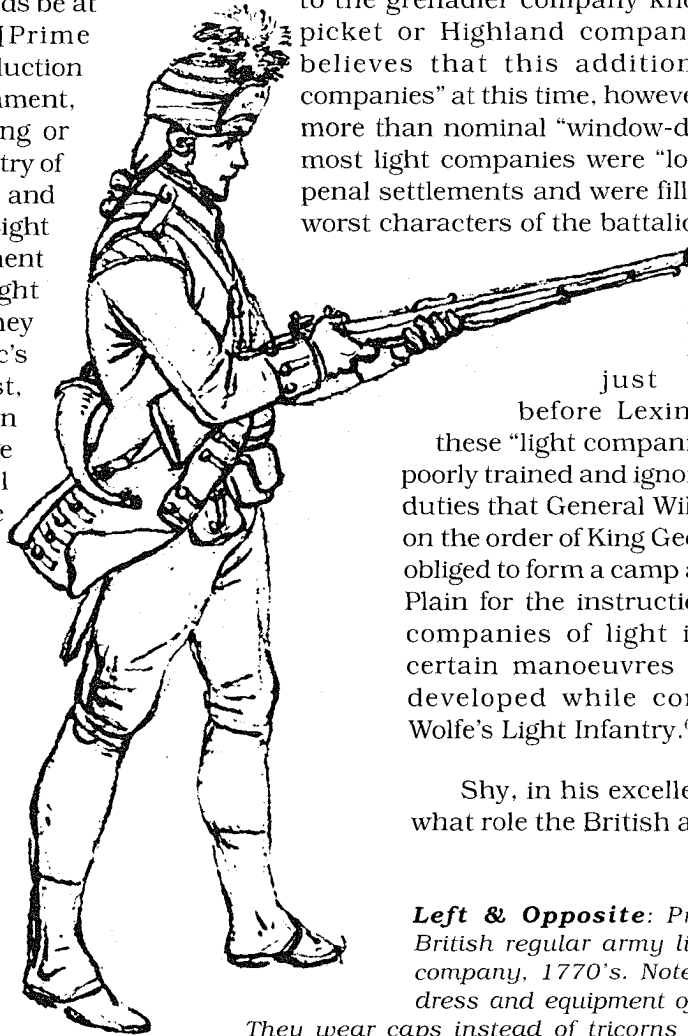 ds be at
[Prime
luction
ament,
ng or
try of
and
ight
nent
ght
hey
c's
st,
n
e
l
e
to the grenadier company kno
picket or Highland compan
believes that this addition
companies" at this time, howeve
more than nominal "window-d
most light companies were "lo
penal settlements and were fill
worst characters of the battalio
just
before Lexin
these "light compani
poorly trained and igno
duties that General Wi
on the order of King Geo
obliged to form a camp a
Plain for the instructi
companies of light i
certain manoeuvres
developed while co
Wolfe's Light Infantry.
Shy, in his excelle
what role the British a
Left & Opposite: Pr
British regular army li
company, 1770's. Note
dress and equipment o
They wear caps instead of tricorns